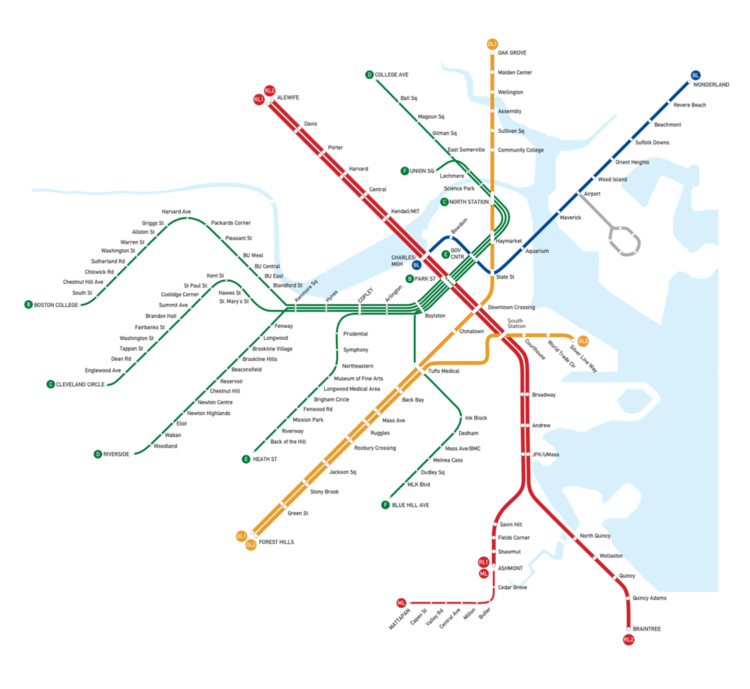 OL1
OAK GROVE
D
COLLEGE AVE
BL
WONDERLAND
Malden Center
RL2
RL1
ALEWIFE
Wellington
Ball Sq
Revere Beach
Assembly
Magoun Sq
Davis
Beachmont
Sullivan Sq
Gilman Sq
Suffolk Downs
Porter
Community College
East Somerville
Orient Heights
Harvard
F
UNION SQ
Lechmere
Wood Island
Central
Science Park
Airport
C
NORTH STATION
Kendall/MIT
Maverick
Harvard Ave
Griggs St
Packards Corner
Allston St
Warren St
Pleasant St
Washington St
Sutherland Rd
Chiswick Rd
Chestnut Hill Ave
South St
B
BOSTON COLLEGE
BU West
BU Central
BU East
Blandford St
Bowdoin
Haymarket
E
GOV
CNTR
Aquarium
CHARLES/
MGH
BL
B
PARK ST
State St
Kent St
St Paul St
Hawes St
Coolidge Corner
St. Mary's St
Summit Ave
Brandon Hall
Fairbanks St
Washington St
Tappan St
Dean Rd
Englewood Ave
C
CLEVELAND CIRCLE
Kenmore Sq
Hynes
COPLEY
Arlington
Boylston
Downtown Crossing
Chinatown
South
Station
Courthouse
World Trade Ctr
Silver Line Way
OL2
Fenway
Longwood
Brookline Village
Brookline Hills
Beaconsfield
Reservoir
Chestnut Hill
Newton Centre
Newton Highlands
Eliot
Waban
Woodland
D
RIVERSIDE
Prudential
Symphony
Northeastern
Museum of Fine Arts
Longwood Medical Area
Brigham Circle
Fenwood Rd
Mission Park
Riverway
Back of the Hill
E
HEATH ST
Tufts Medical
Back Bay
Mass Ave
Ruggles
Roxbury Crossing
Jackson Sq
Stony Brook
Green St
OL1
OL2
FOREST HILLS
Ink Block
Dedham
Mass Ave/BMC
Melnea Cass
Dudley Sq
MLK Blvd
F
BLUE HILL AVE
Broadway
Andrew
JFK/UMass
Savin Hill
Fields Corner
Shawmut
RL1
ML
ASHMONT
Cedar Grove
Butler
Milton
Central Ave
Valley Rd
Capen St
ML
MATTAPAN
North Quincy
Wollaston
Quincy
Quincy Adams
BRAINTREE
RL2